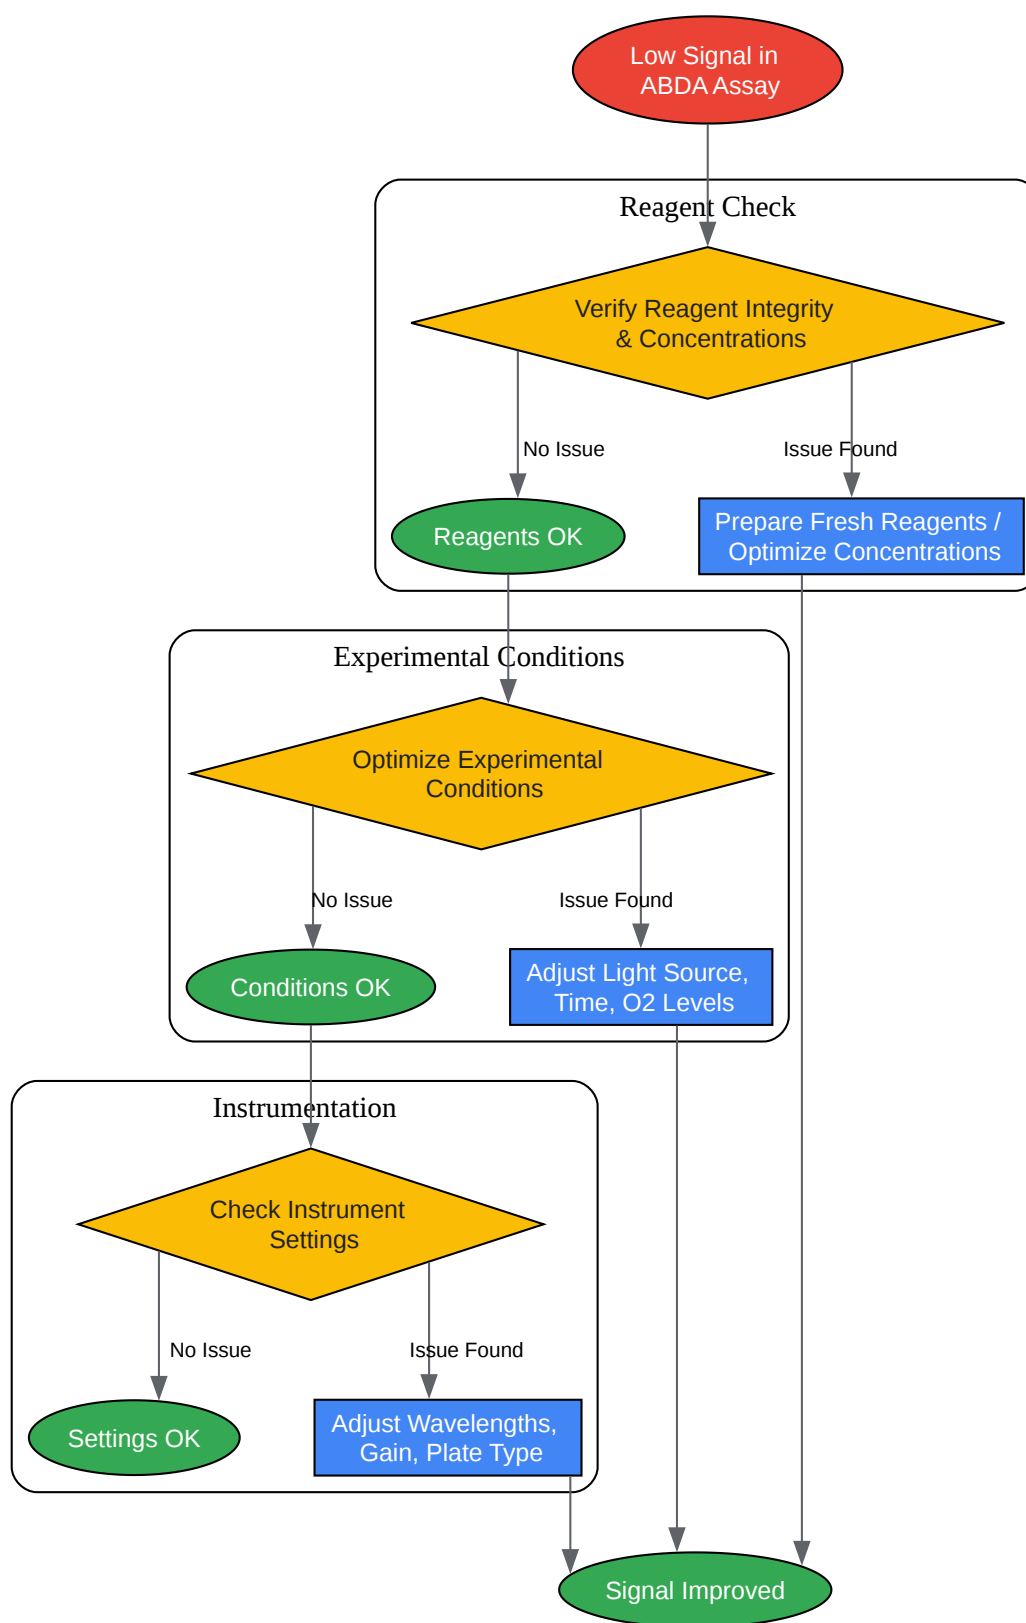 Low Signal in
ABDA Assay
Reagent Check
Verify Reagent Integrity
& Concentrations
No Issue
Issue Found
Reagents OK
Prepare Fresh Reagents /
Optimize Concentrations
Experimental Conditions
Optimize Experimental
Conditions
No Issue
Issue Found
Conditions OK
Adjust Light Source,
Time, O2 Levels
Instrumentation
Check Instrument
Settings
No Issue
Issue Found
Settings OK
Adjust Wavelengths,
Gain, Plate Type
Signal Improved